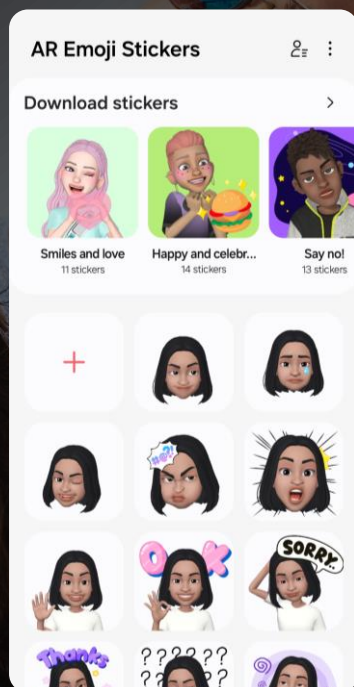 AR Emoji Stickers
Download stickers
Smiles and love
11 stickers
Happy and celebr...
14 stickers
Say no!
13 stickers
#@?!
OK
SORRY..
Thanks
??????
??